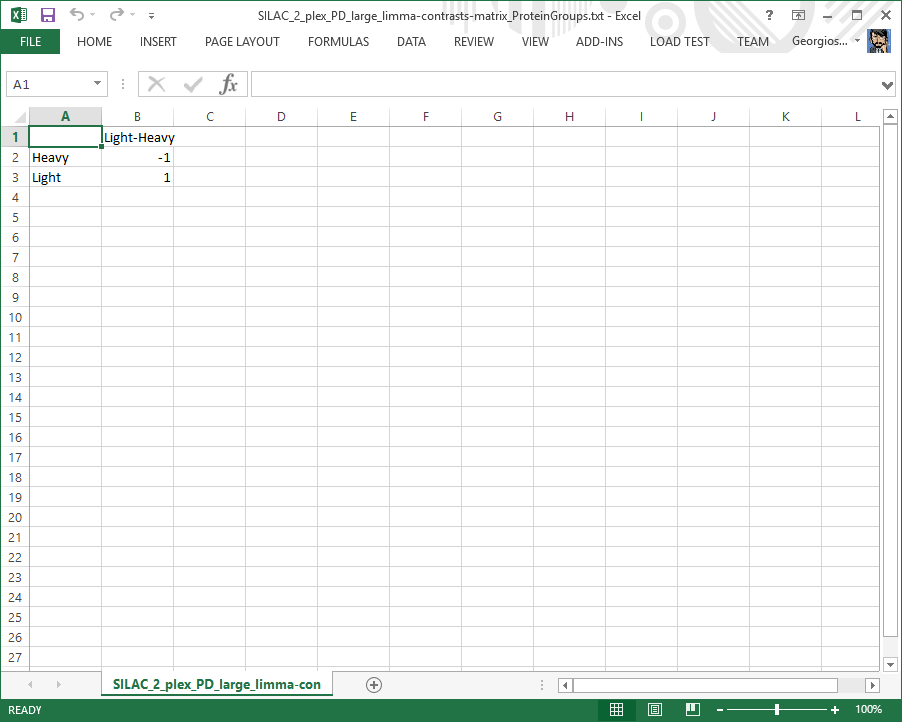 SILAC_2_plex_PD_large_limma-contrasts-matrix_ProteinGroups.txt - Excel
FILE HOME INSERT PAGE LAYOUT FORMULAS DATA REVIEW VIEW ADD-INS LOAD TEST TEAM Georgios...
A1 fx
A B C D E F G H I J K L
1 Light-Heavy
2 Heavy -1
3 Light 1
4
5
6
7
8
9
10
11
12
13
14
15
16
17
18
19
20
21
22
23
24
25
26
27
SILAC_2_plex_PD_large_limma-con
READY 100%